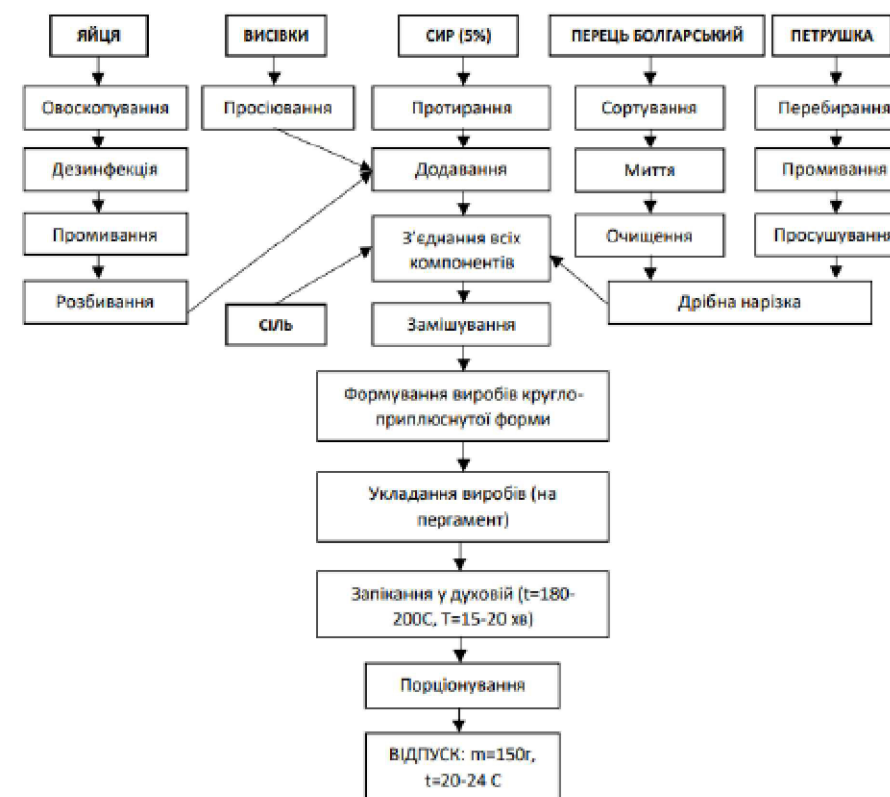 ЯЙЦЯ
ВИСІВКИ
СИР (5%)
ПЕРЕЦЬ БОЛГАРСЬКИЙ
ПЕТРУШКА
Овоскопування
Просіювання
Протирання
Сортування
Перебирання
Дезинфекція
Додавання
Миття
Промивання
Промивання
З’єднання всіх
компонентів
Очищення
Просушування
Розбивання
СІЛЬ
Замішування
Дрібна нарізка
Формування виробів кругло-
приплюснутої форми
Укладання виробів (на
пергамент)
Запікання у духовій (t=180-
200С, Т=15-20 хв)
Порціонування
ВІДПУСК: m=150г,
t=20-24 С